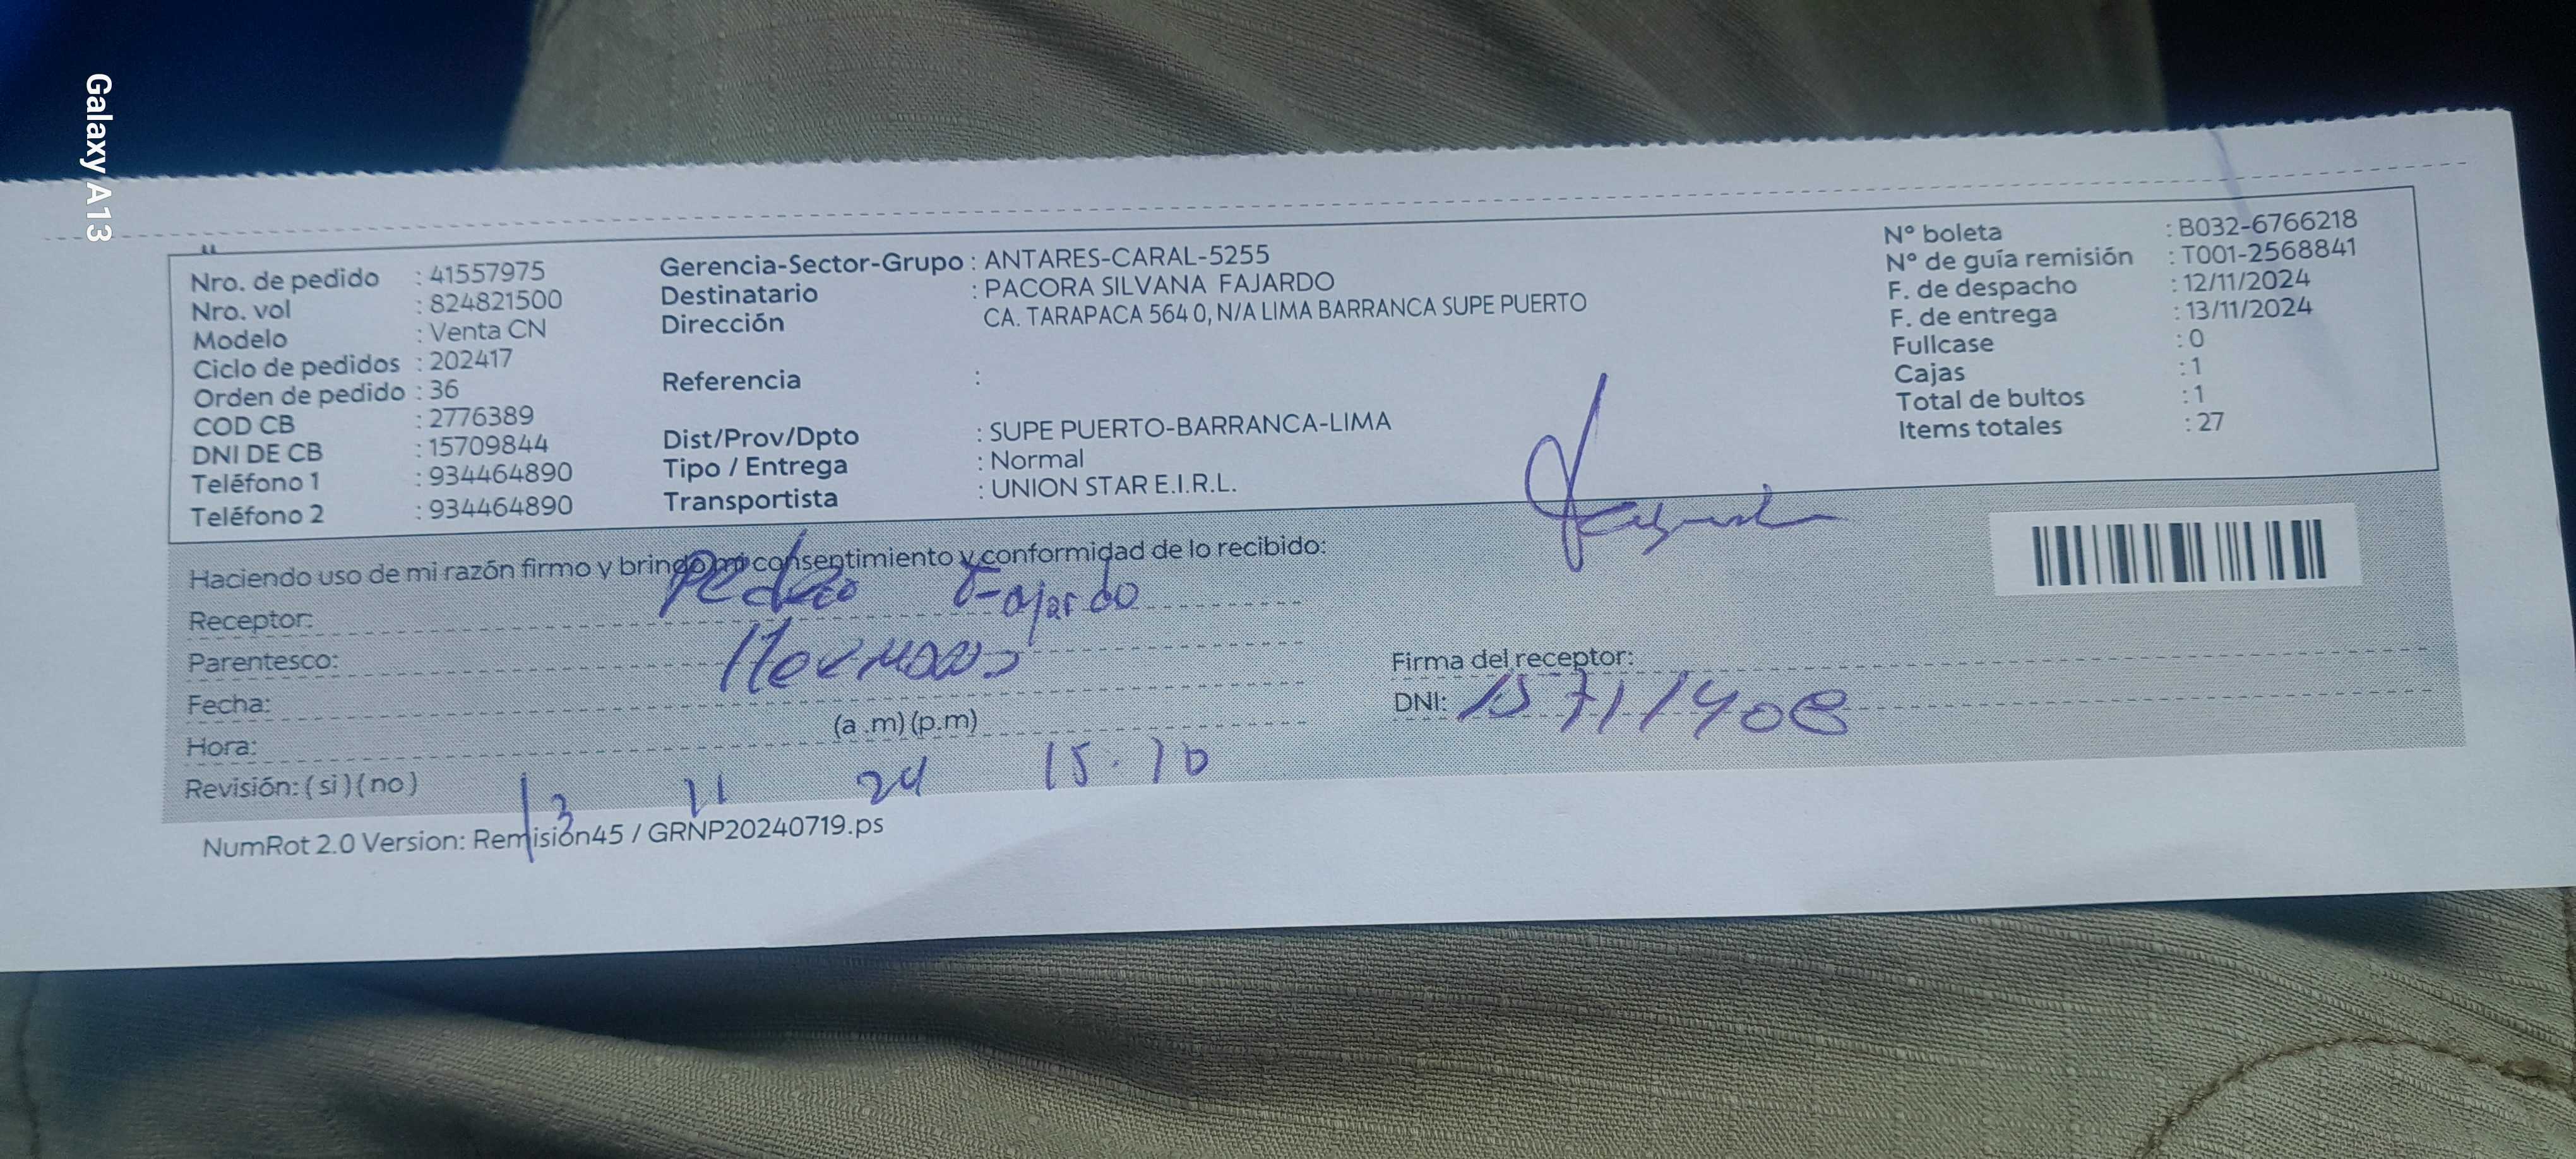 Galaxy A13
Nro. de pedido : 41557975
Nro. vol : 824821500
Modelo : Venta CN
Ciclo de pedidos : 202417
Orden de pedido : 36
COD CB : 2776389
DNI DE CB : 15709844
Teléfono 1 : 934464890
Teléfono 2 : 934464890
Gerencia-Sector-Grupo : ANTARES-CARAL-5255
Destinatario : PACORA SILVANA FAJARDO
Dirección CA. TARAPACA 564 0, N/A LIMA BARRANCA SUPE PUERTO
Referencia :
Dist/Prov/Dpto : SUPE PUERTO-BARRANCA-LIMA
Tipo / Entrega : Normal
Transportista : UNION STAR E.I.R.L.
N° boleta : B032-6766218
N° de guía remisión : T001-2568841
F. de despacho : 12/11/2024
F. de entrega : 13/11/2024
Fullcase : 0
Cajas : 1
Total de bultos : 1
Items totales : 27
Haciendo uso de mi razón firmo y brindo mi consentimiento y conformidad de lo recibido:
Receptor: Pedro Fajardo
Parentesco: Hermano
Fecha:
Hora: (a .m) (p.m)
Revisión: ( si ) ( no )
13 11 24 15.10
Firma del receptor:
DNI: 15711408
NumRot 2.0 Version: Remisión45 / GRNP20240719.ps